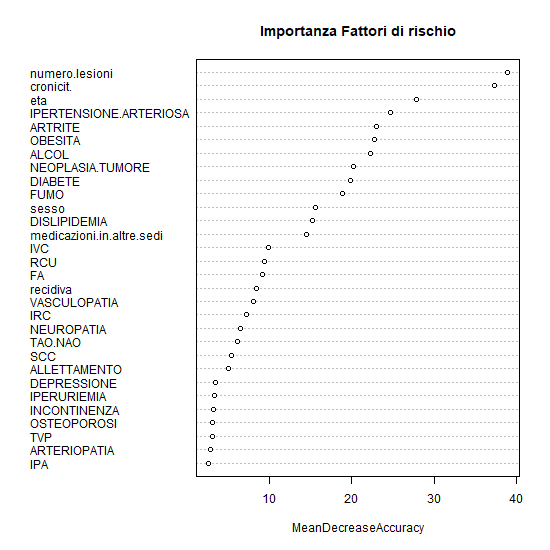 Importanza Fattori di rischio
numero.lesioni
cronicit.
eta
IPERTENSIONE.ARTERIOSA
ARTRITE
OBESITA
ALCOL
NEOPLASIA.TUMORE
DIABETE
FUMO
sesso
DISLIPIDEMIA
medicazioni.in.altre.sedi
IVC
RCU
FA
recidiva
VASCULOPATIA
IRC
NEUROPATIA
TAO.NAO
SCC
ALLETTAMENTO
DEPRESSIONE
IPERURIEMIA
INCONTINENZA
OSTEOPOROSI
TVP
ARTERIOPATIA
IPA
10 20 30 40
MeanDecreaseAccuracy